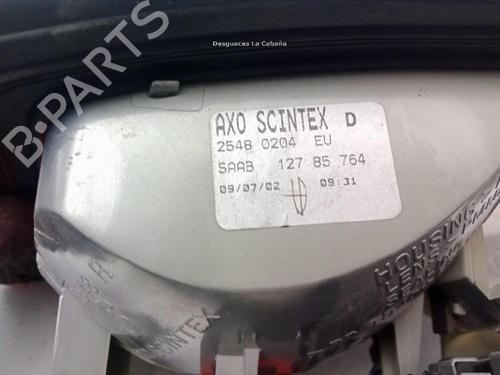 Desguaces La Cabaña
B-PARTS
AXO SCINTEX D
2548 0204 EU
SAAB 127 85 764
09/07/02 09:31
HOUSING
LENS
SCINTEX